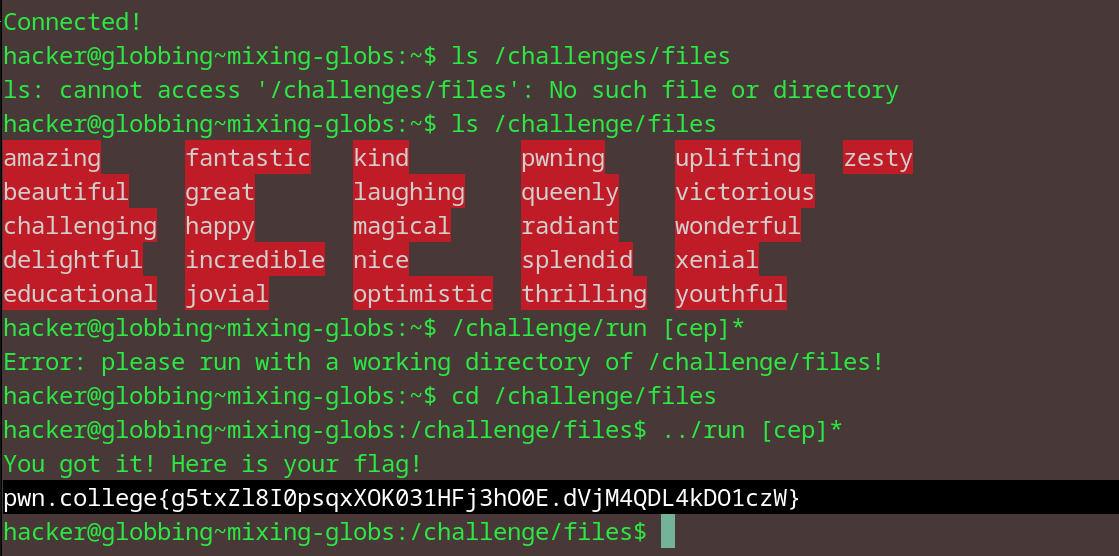 Connected!
hacker@globbing~mixing-globs:~$ ls /challenges/files
ls: cannot access '/challenges/files': No such file or directory
hacker@globbing~mixing-globs:~$ ls /challenge/files
amazing fantastic kind pwning uplifting zesty
beautiful great laughing queenly victorious
challenging happy magical radiant wonderful
delightful incredible nice splendid xenial
educational jovial optimistic thrilling youthful
hacker@globbing~mixing-globs:~$ /challenge/run [cep]*
Error: please run with a working directory of /challenge/files!
hacker@globbing~mixing-globs:~$ cd /challenge/files
hacker@globbing~mixing-globs:/challenge/files$ ../run [cep]*
You got it! Here is your flag!
pwn.college{g5txZl8I0psqxXOK031HFj3hO0E.dVjM4QDL4kDO1czW}
hacker@globbing~mixing-globs:/challenge/files$